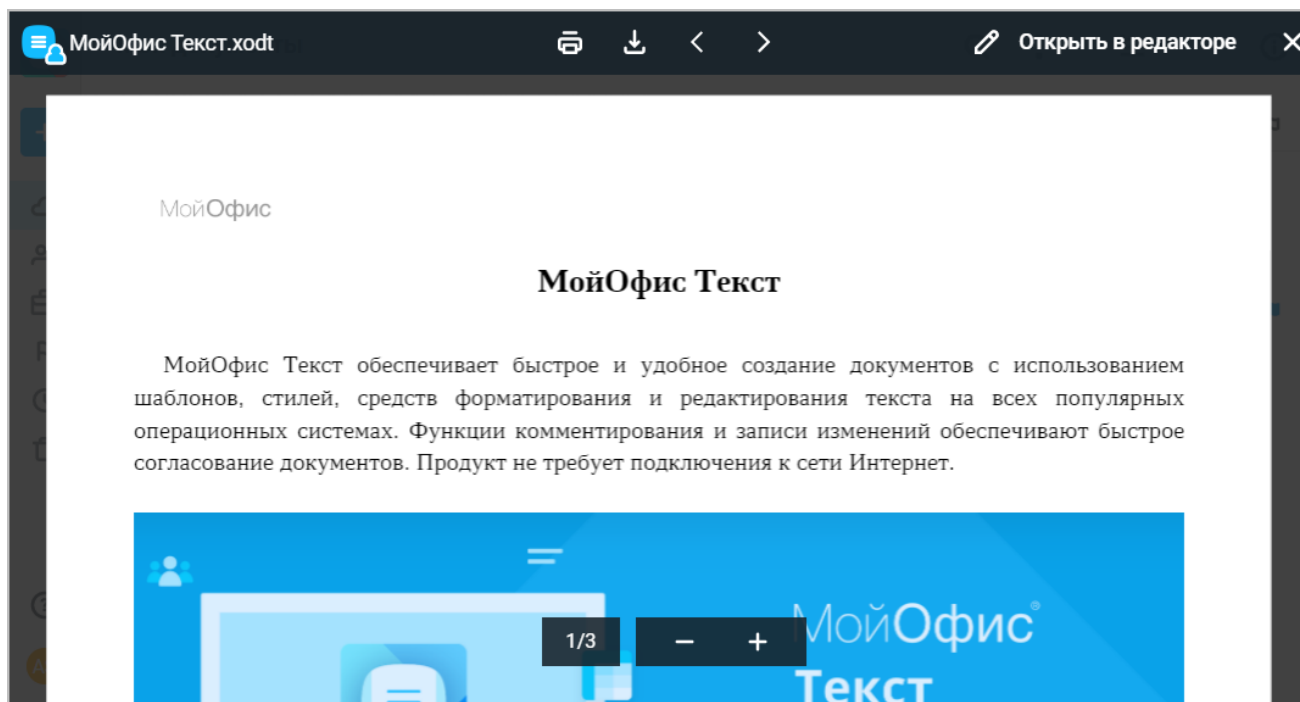 МойОфис Текст.xodt
Открыть в редакторе
МойОфис
МойОфис Текст
МойОфис Текст обеспечивает быстрое и удобное создание документов с использованием
шаблонов, стилей, средств форматирования и редактирования текста на всех популярных
операционных системах. Функции комментирования и записи изменений обеспечивают быстрое
согласование документов. Продукт не требует подключения к сети Интернет.
МойОфис®
Текст
1/3